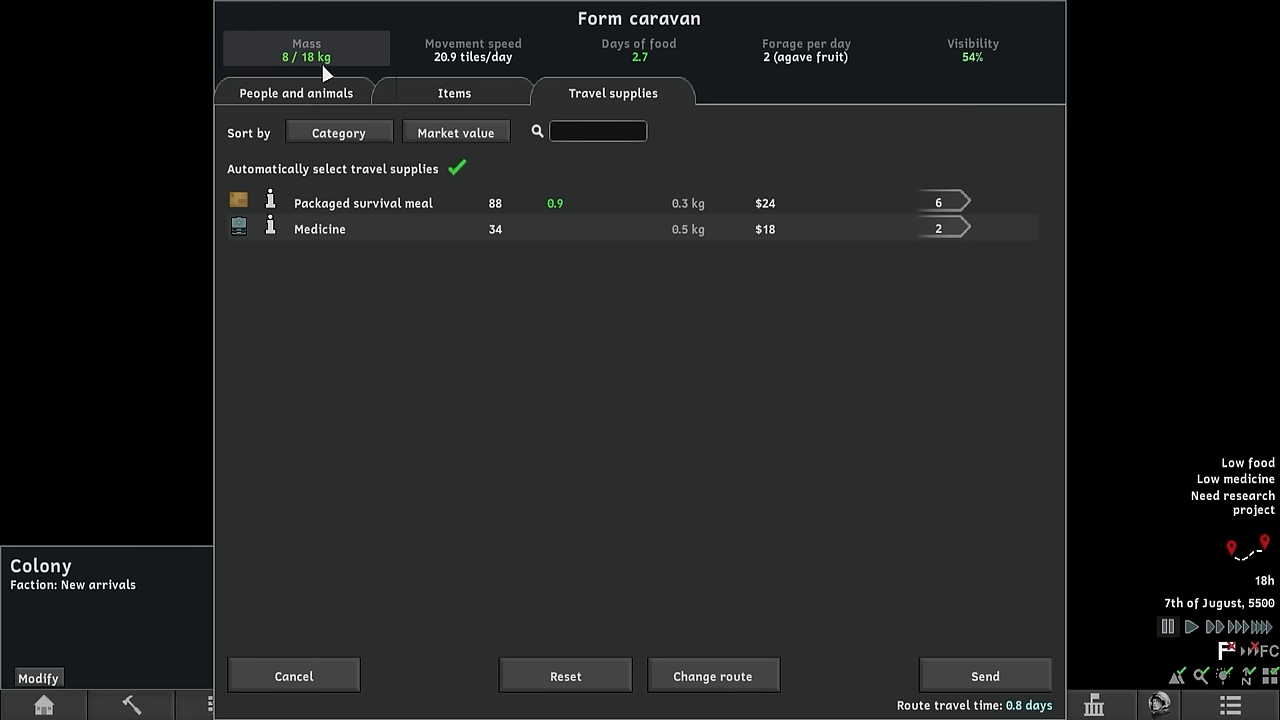 Form caravan
Mass
8 / 18 kg
Movement speed
20.9 tiles/day
Days of food
2.7
Forage per day
2 (agave fruit)
Visibility
54%
People and animals
Items
Travel supplies
Sort by
Category
Market value
Automatically select travel supplies
Packaged survival meal 88 0.9 0.3 kg $24 6
Medicine 34 0.5 kg $18 2
Low food
Low medicine
Need research
project
18h
7th of Jugust, 5500
FC
Colony
Faction: New arrivals
Modify
Cancel
Reset
Change route
Send
Route travel time: 0.8 days